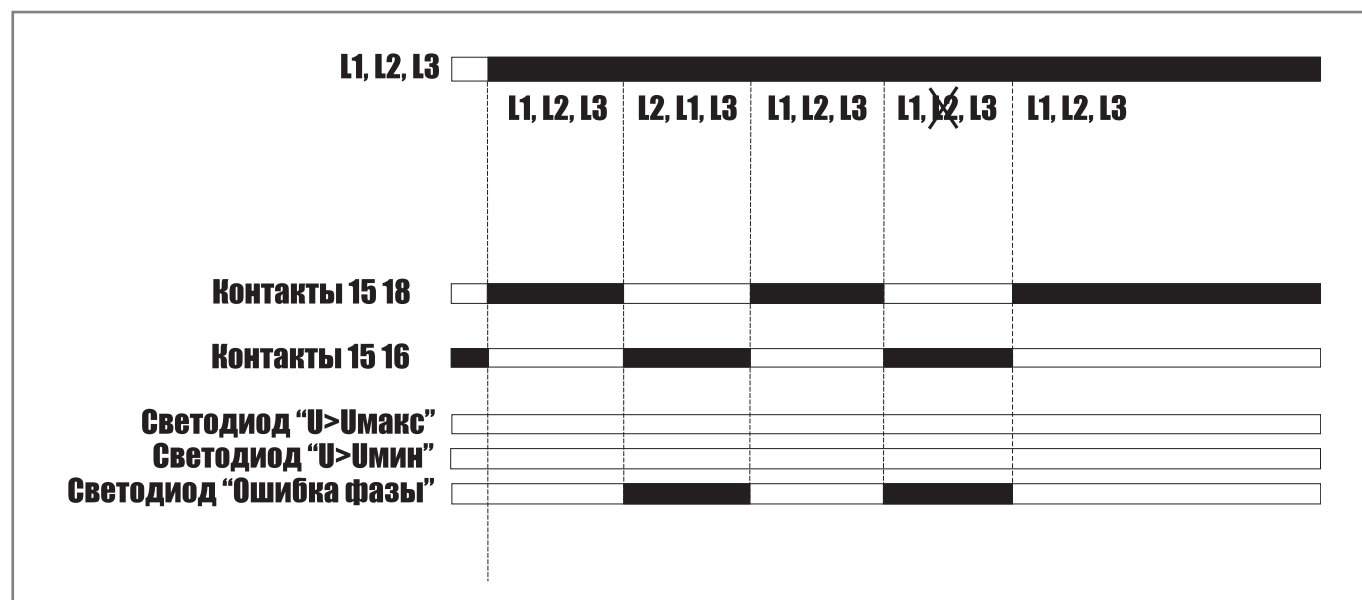 L1, L2, L3
L1, L2, L3 L2, L1, L3 L1, L2, L3 L1, L2, L3 L1, L2, L3
Контакты 15 18
Контакты 15 16
Светодиод “U>Uмакс”
Светодиод “U>Uмин”
Светодиод “Ошибка фазы”